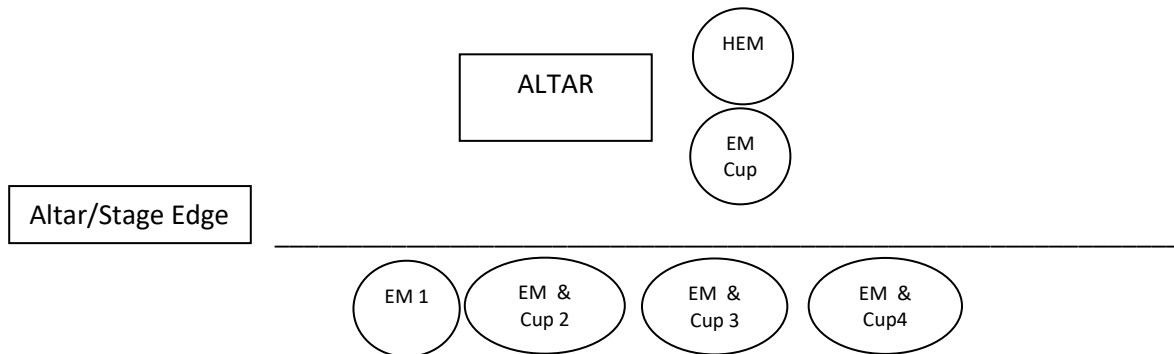 HEM
ALTAR
EM
Cup
Altar/Stage Edge
EM 1
EM &
Cup 2
EM &
Cup 3
EM &
Cup4